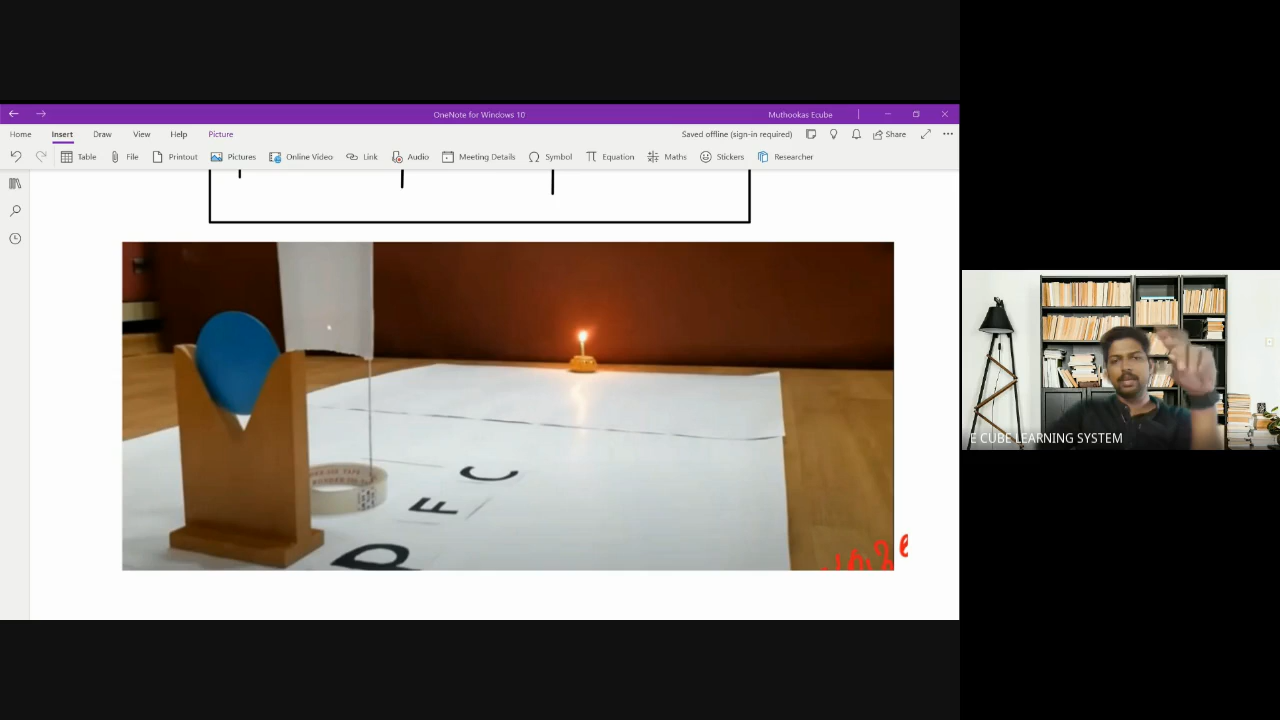 OneNote for Windows 10
Muthookas Ecube
Home Insert Draw View Help Picture
Saved offline (sign-in required)
Share
Table File Printout Pictures Online Video Link Audio Meeting Details Symbol Equation Maths Stickers Researcher
C
F
P
E CUBE LEARNING SYSTEM